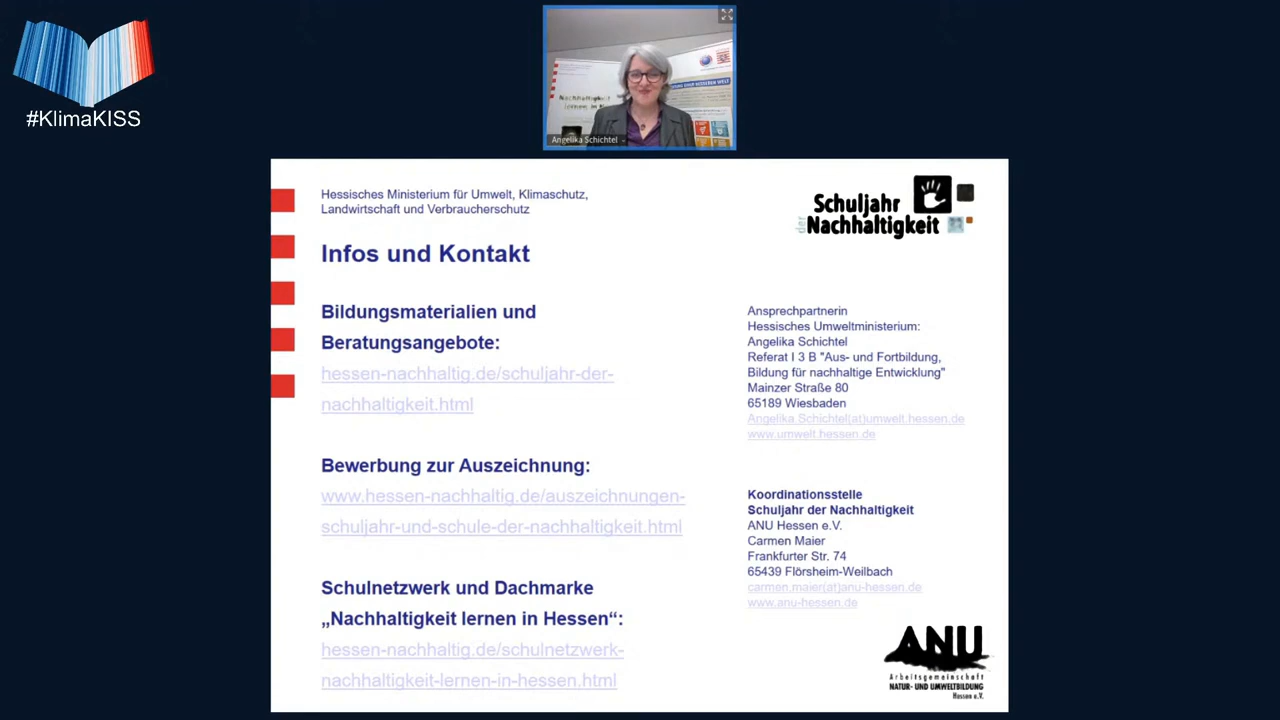 #KlimaKISS
Nachhaltigkeit
Angelika Schichtel
Hessisches Ministerium für Umwelt, Klimaschutz,
Landwirtschaft und Verbraucherschutz
Schuljahr
der Nachhaltigkeit
Infos und Kontakt
Bildungsmaterialien und
Beratungsangebote:
hessen-nachhaltig.de/schuljahr-der-
nachhaltigkeit.html
Bewerbung zur Auszeichnung:
www.hessen-nachhaltig.de/auszeichnungen-
schuljahr-und-schule-der-nachhaltigkeit.html
Schulnetzwerk und Dachmarke
„Nachhaltigkeit lernen in Hessen“:
hessen-nachhaltig.de/schulnetzwerk-
nachhaltigkeit-lernen-in-hessen.html
Ansprechpartnerin
Hessisches Umweltministerium:
Angelika Schichtel
Referat I 3 B "Aus- und Fortbildung,
Bildung für nachhaltige Entwicklung"
Mainzer Straße 80
65189 Wiesbaden
Angelika.Schichtel(at)umwelt.hessen.de
www.umwelt.hessen.de
Koordinationsstelle
Schuljahr der Nachhaltigkeit
ANU Hessen e.V.
Carmen Maier
Frankfurter Str. 74
65439 Flörsheim-Weilbach
carmen.maier(at)anu-hessen.de
www.anu-hessen.de
ANU
Arbeitsgemeinschaft
NATUR- UND UMWELTBILDUNG
Hessen e.V.